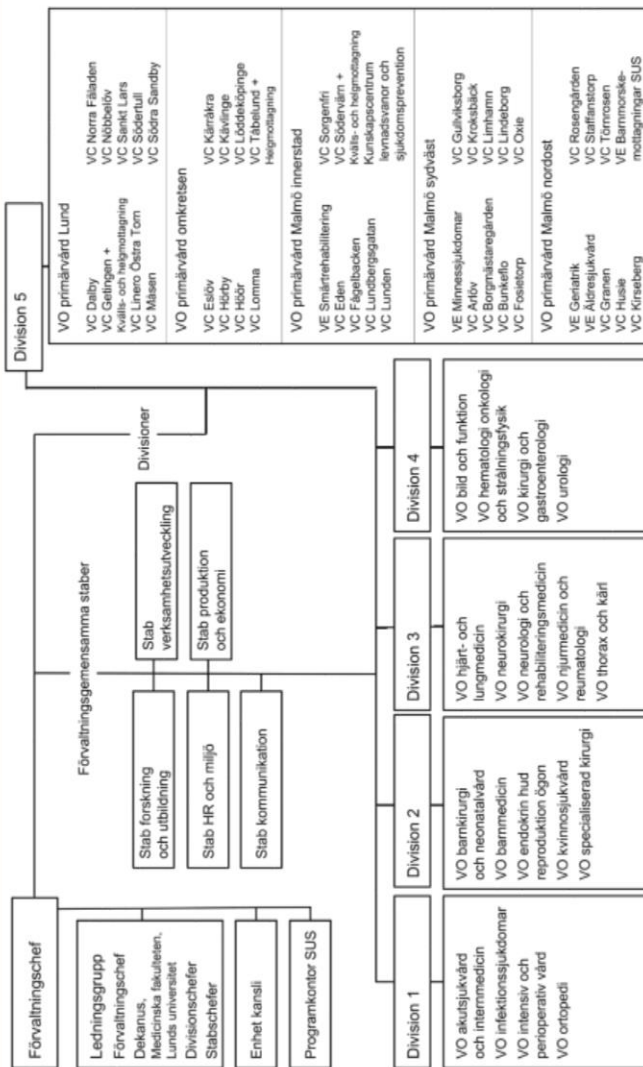 Förvaltningschef
Ledningsgrupp
Förvaltningschef
Dekanus,
Medicinska fakulteten,
Lunds universitet
Divisionschefer
Stabschefer
Enhet kansli
Programkontor SUS
Förvaltningsgemensamma staber
Stab forskning
och utbildning
Stab
verksamhetsutveckling
Stab HR och miljö
Stab produktion
och ekonomi
Stab kommunikation
Divisioner
Division 1
VO akutsjukvård
och internmedicin
VO infektionssjukdomar
VO intensiv och
perioperativ vård
VO ortopedi
Division 2
VO barnkirurgi
och neonatalvård
VO barnmedicin
VO endokrin hud
reproduktion ögon
VO kvinnosjukvård
VO specialiserad kirurgi
Division 3
VO hjärt- och
lungmedicin
VO neurokirurgi
VO neurologi och
rehabiliteringsmedicin
VO njurmedicin och
reumatologi
VO thorax och kärl
Division 4
VO bild och funktion
VO hematologi onkologi
och strålningsfysik
VO kirurgi och
gastroenterologi
VO urologi
Division 5
VO primärvård Lund
VC Dalby
VC Getingen +
Kvälls- och helgmottagning
VC Linero Östra Torn
VC Måsen
VC Norra Fäladen
VC Nöbbelöv
VC Sankt Lars
VC Södertull
VC Södra Sandby
VO primärvård omkretsen
VC Eslöv
VC Hörby
VC Höör
VC Lomma
VC Kärråkra
VC Kävlinge
VC Löddeköpinge
VC Tåbelund +
Helgmottagning
VO primärvård Malmö innerstad
VE Smärtrehabilitering
VC Eden
VC Fågelbacken
VC Lundbergsgatan
VC Lunden
VC Sorgenfri
VC Södervärn +
Kvälls- och helgmottagning
Kunskapscentrum
levnadsvanor och
sjukdomsprevention
VO primärvård Malmö sydväst
VE Minnessjukdomar
VC Arlöv
VC Borgmästaregården
VC Bunkeflo
VC Fosietorp
VC Gullviksborg
VC Kroksbäck
VC Limhamn
VC Lindeborg
VC Oxie
VO primärvård Malmö nordost
VE Geriatrik
VE Äldresjukvård
VC Granen
VC Husie
VC Kirseberg
VC Rosengården
VC Staffanstorp
VC Törnrosen
VE Barnmorske-
mottagningar SUS